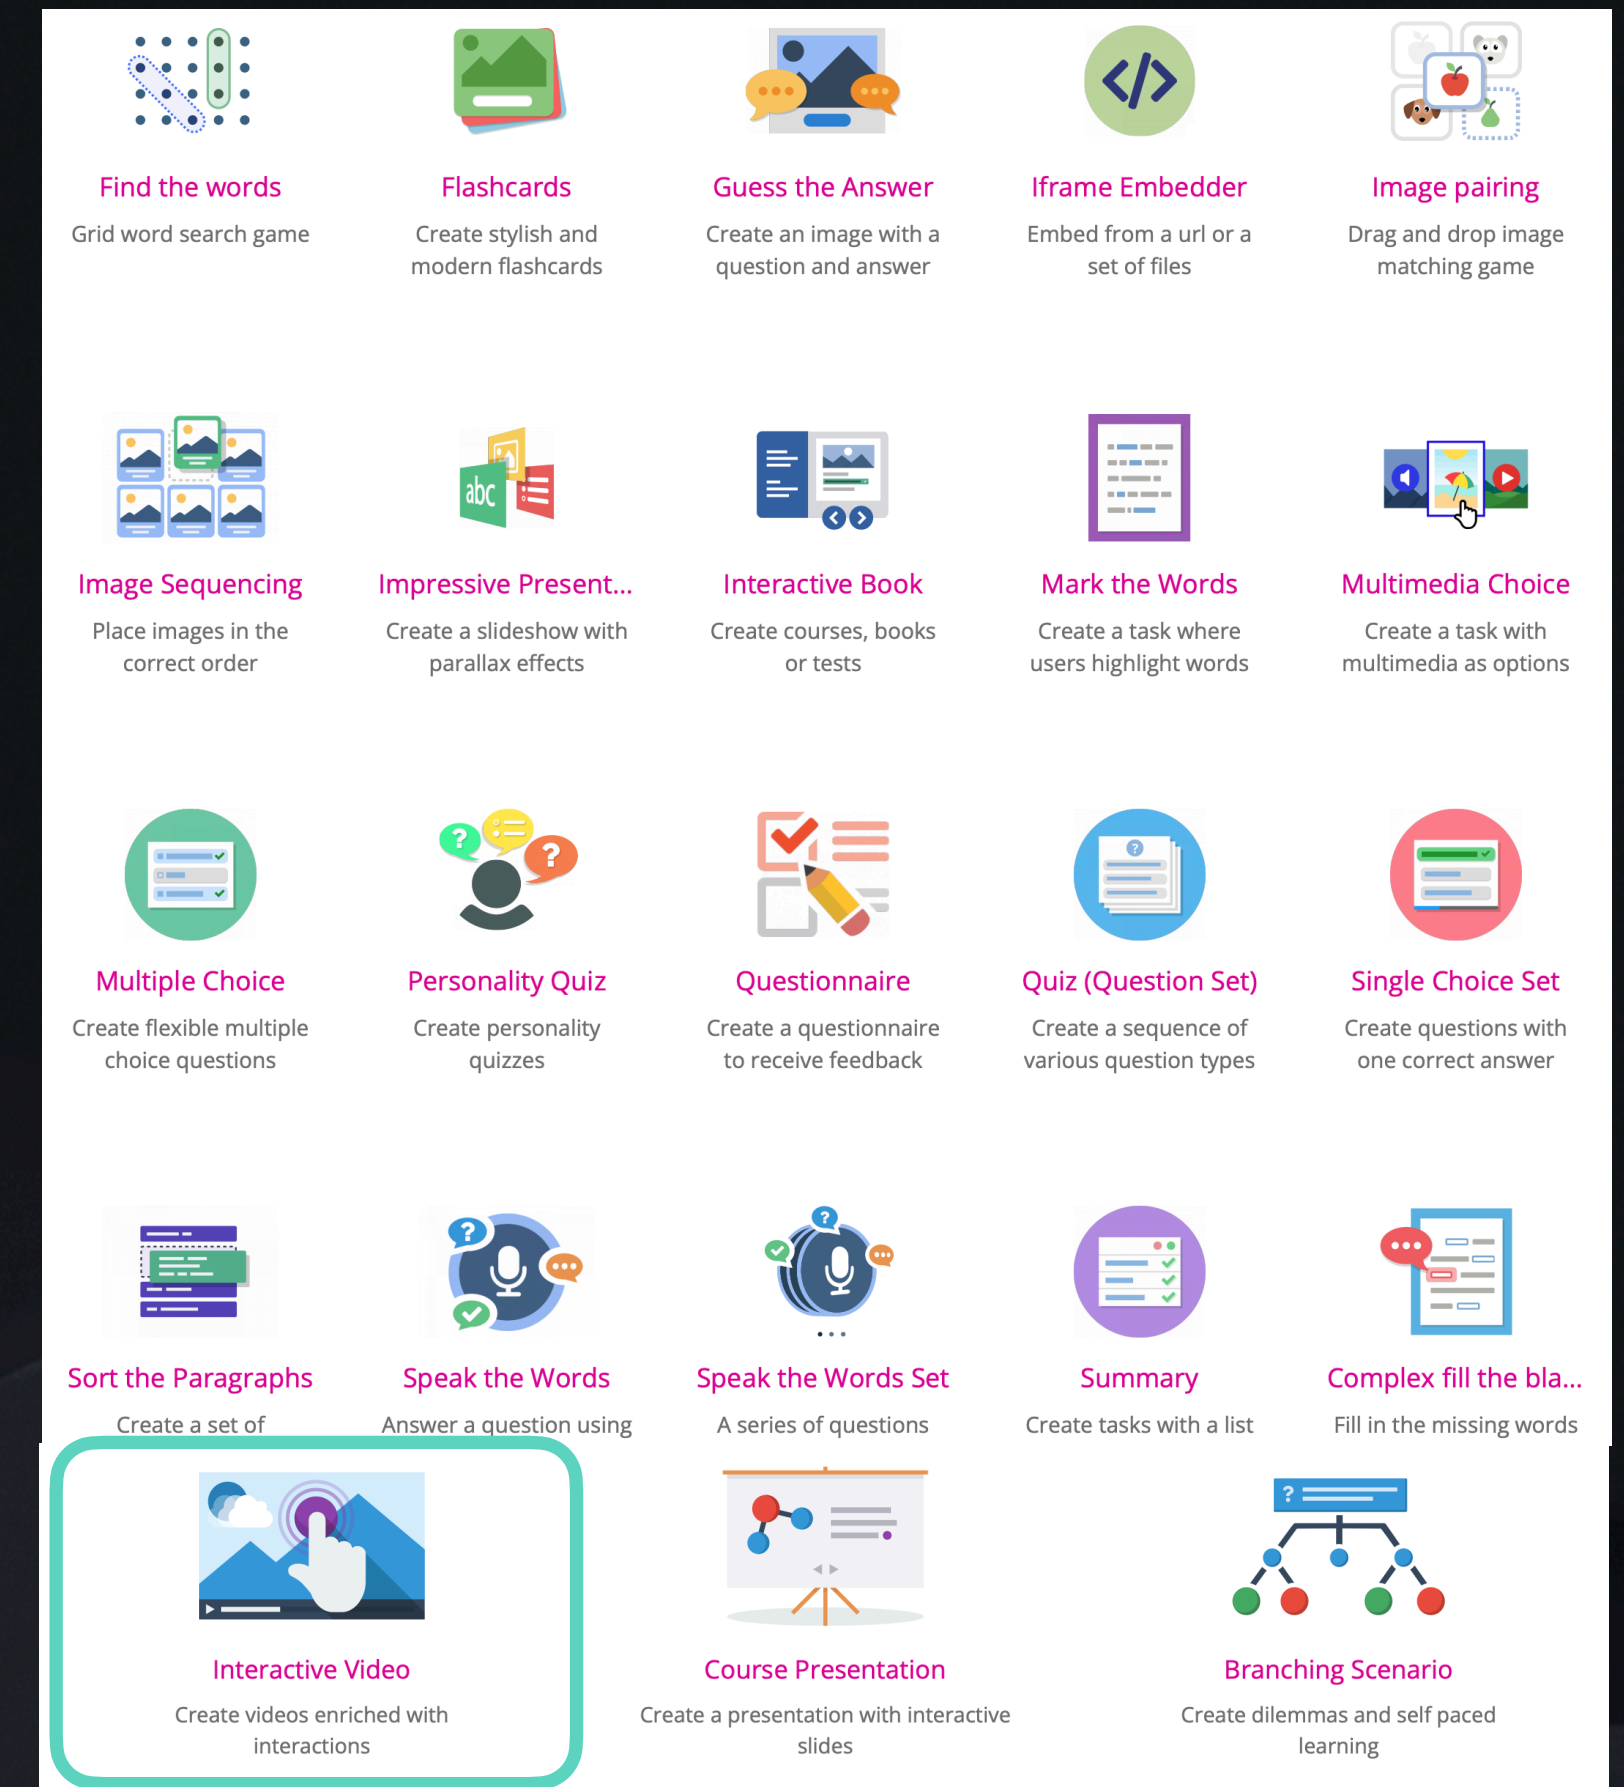 Find the words
Grid word search game
Flashcards
Create stylish and
modern flashcards
Guess the Answer
Create an image with a
question and answer
Iframe Embedder
Embed from a url or a
set of files
Image pairing
Drag and drop image
matching game
Image Sequencing
Place images in the
correct order
abc
Impressive Present...
Create a slideshow with
parallax effects
Interactive Book
Create courses, books
or tests
Mark the Words
Create a task where
users highlight words
Multimedia Choice
Create a task with
multimedia as options
Multiple Choice
Create flexible multiple
choice questions
? ?
Personality Quiz
Create personality
quizzes
Questionnaire
Create a questionnaire
to receive feedback
?
Quiz (Question Set)
Create a sequence of
various question types
Single Choice Set
Create questions with
one correct answer
Sort the Paragraphs
Create a set of
?
Speak the Words
Answer a question using
?
Speak the Words Set
A series of questions
Summary
Create tasks with a list
Complex fill the bla...
Fill in the missing words
Interactive Video
Create videos enriched with
interactions
Course Presentation
Create a presentation with interactive
slides
?
Branching Scenario
Create dilemmas and self paced
learning